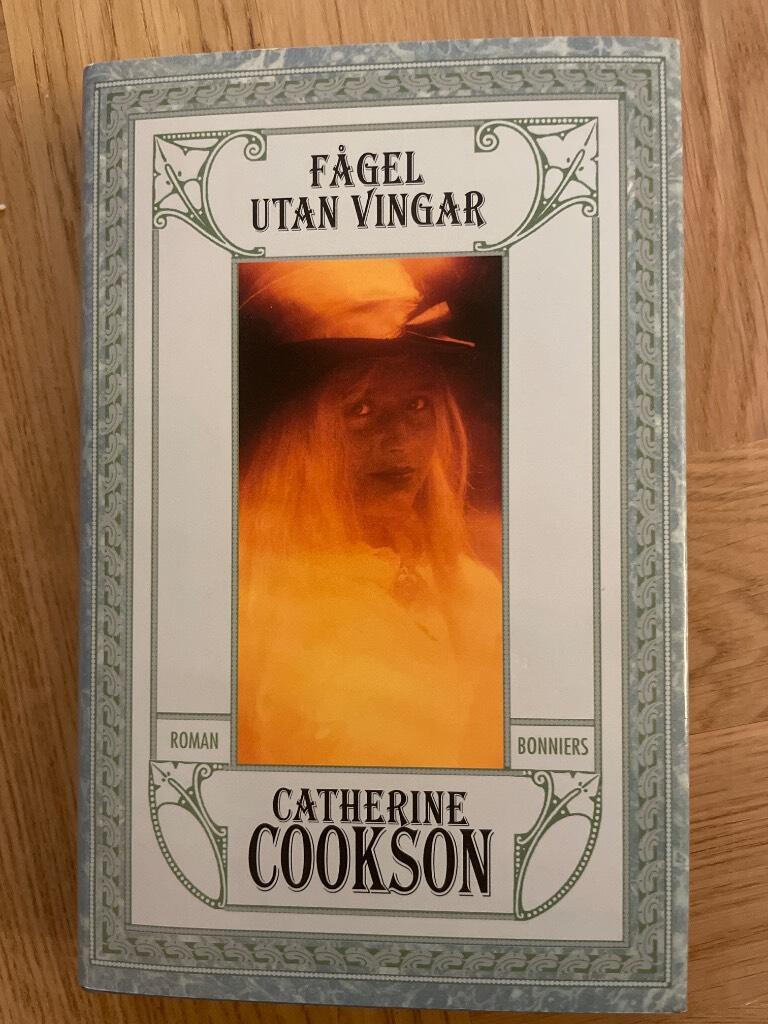 FÅGEL
UTAN VINGAR
ROMAN
BONNIERS
CATHERINE
COOKSON